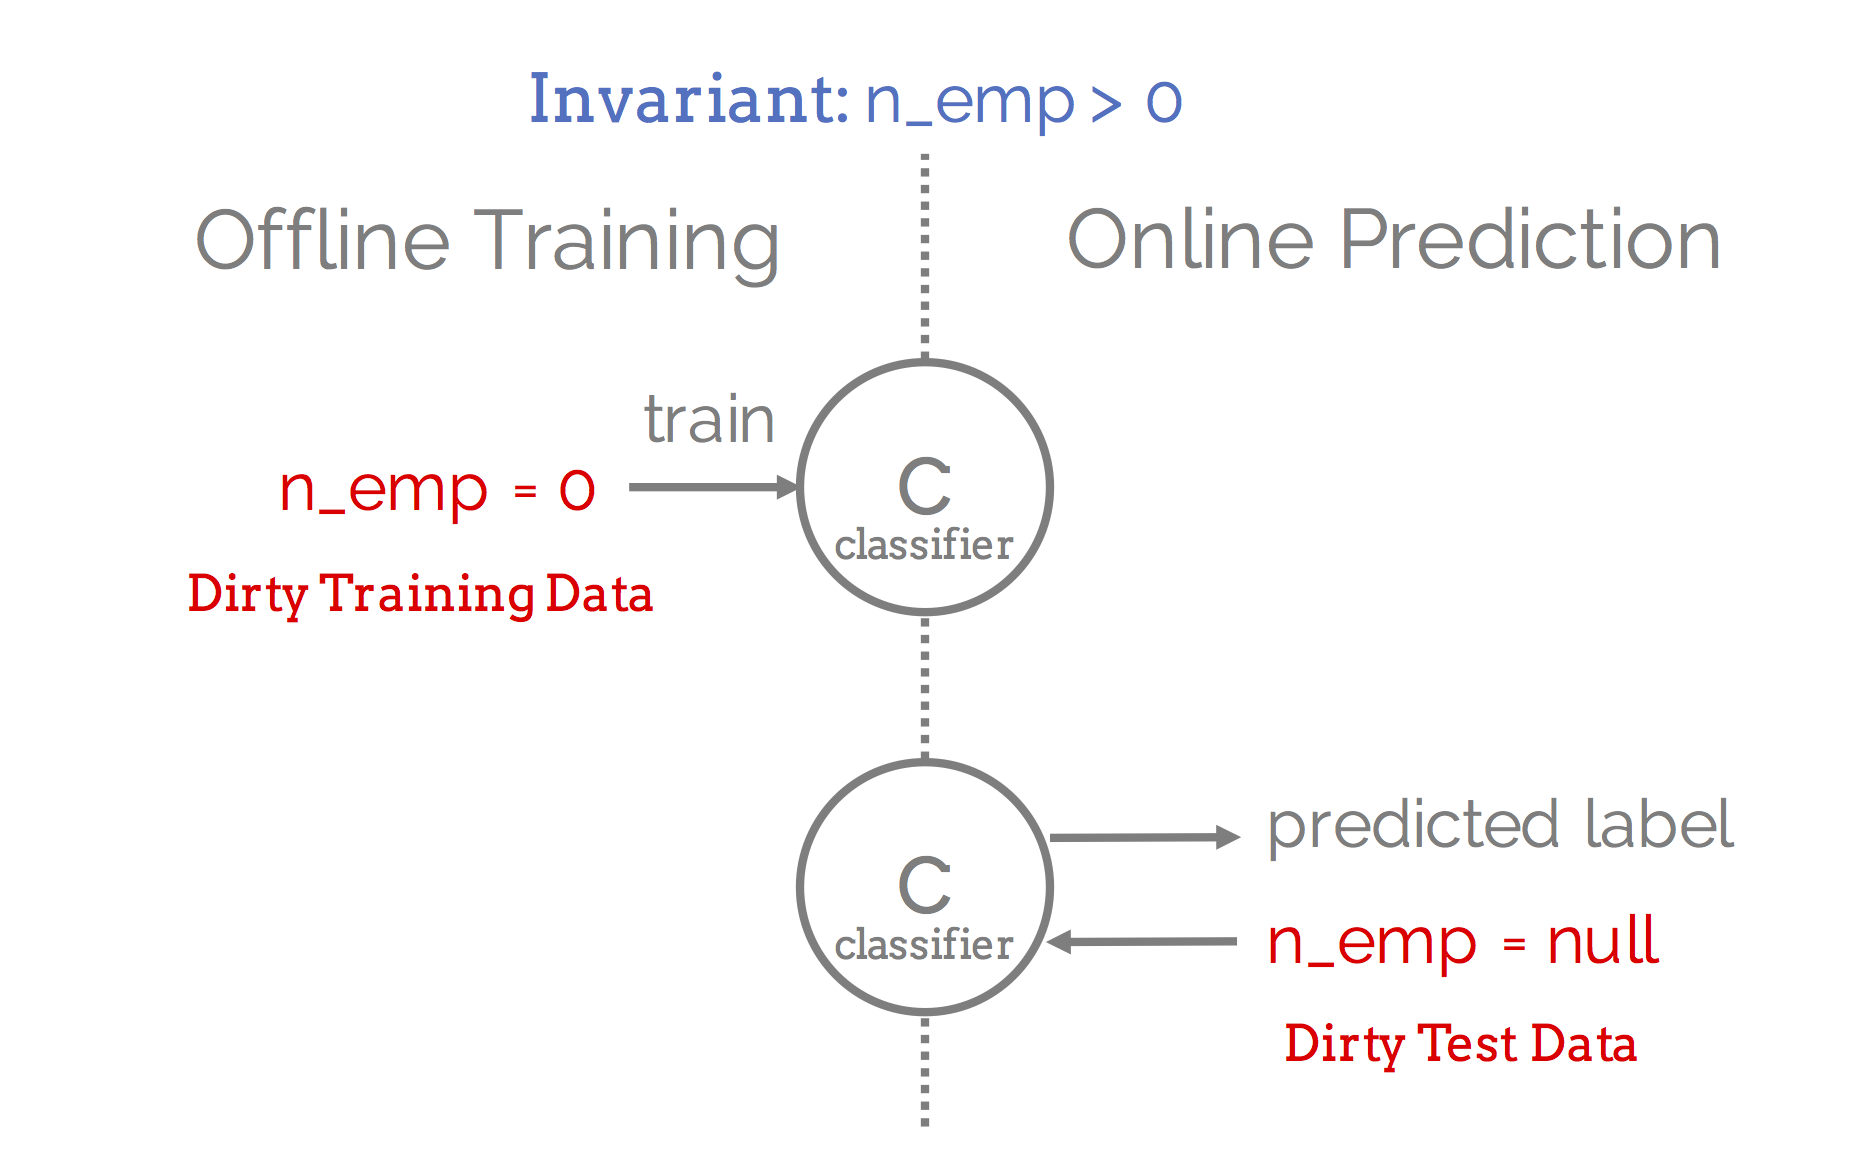 Invariant: n_emp > 0
Offline Training
Online Prediction
train
n_emp = 0
C
classifier
Dirty Training Data
predicted label
C
classifier
n_emp = null
Dirty Test Data